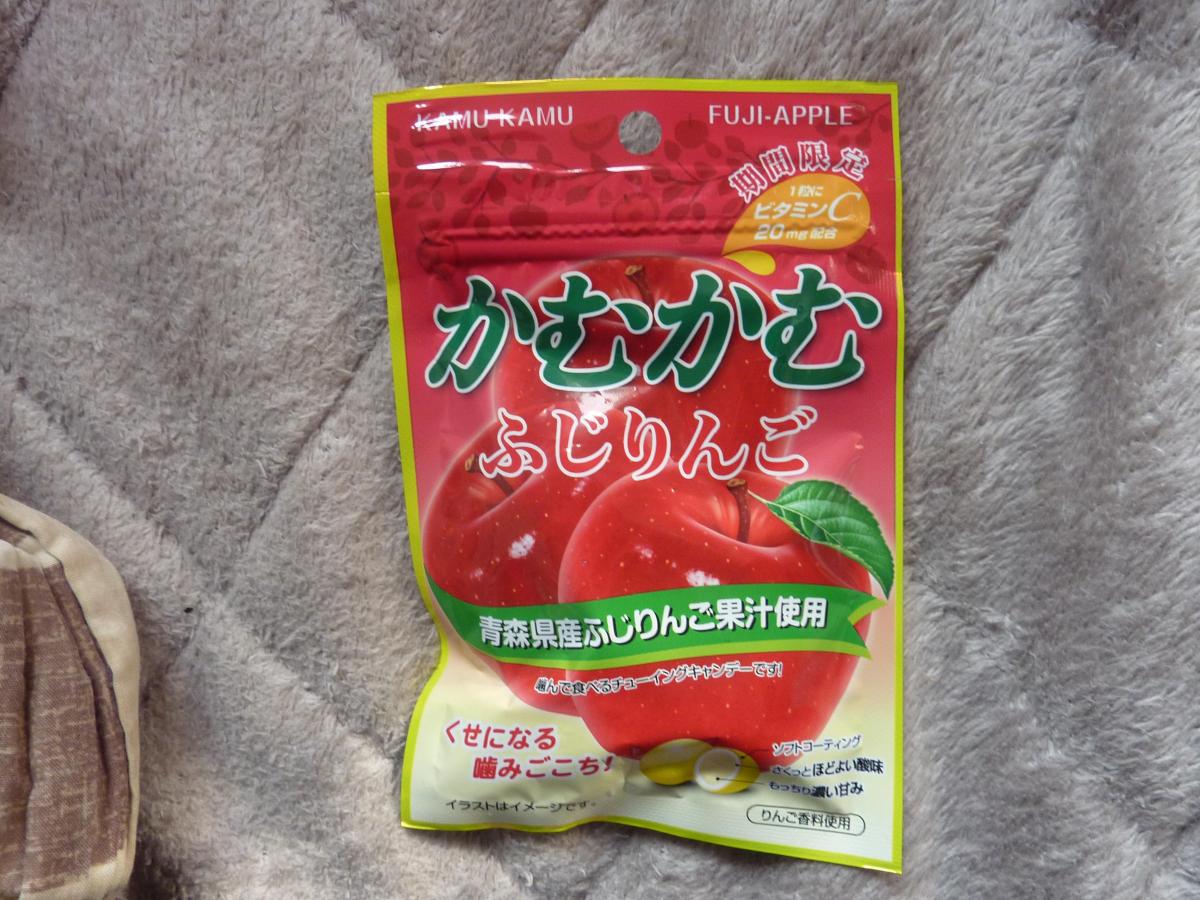 KAMU KAMU
FUJI-APPLE
期間限定
1粒に
ビタミンC
20mg配合
かむかむ
ふじりんご
青森県産ふじりんご果汁使用
噛んで食べるチューイングキャンデーです!
くせになる
噛みごこち!
ソフトコーティング
さくっとほどよい酸味
もっちり濃い甘み
イラストはイメージです。
りんご香料使用